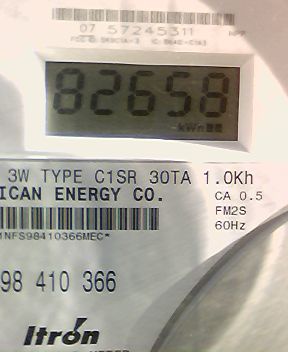 07 57245311
82658
3W TYPE C1SR 30TA 1.0Kh
ICAN ENERGY CO.
CA 0.5
FM2S
60Hz
1NFS98410366MEC*
98 410 366
Itron